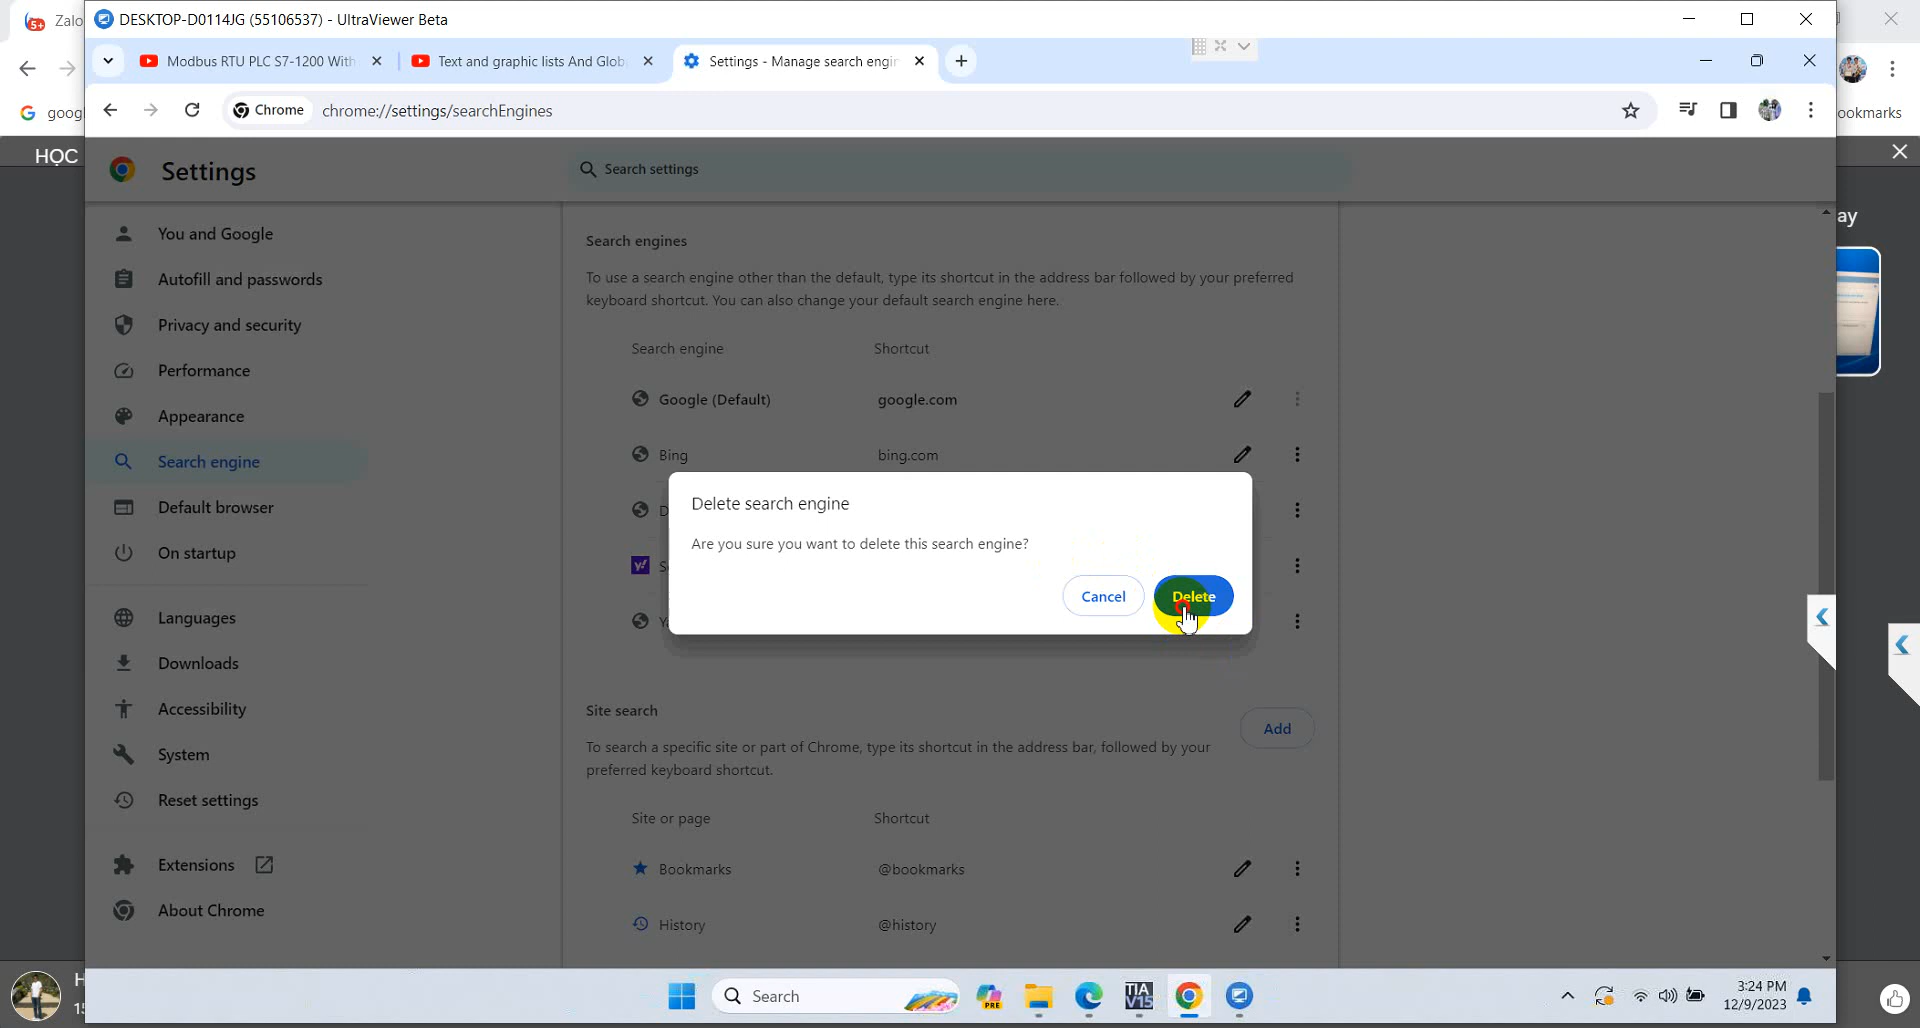 Zalo
DESKTOP-D0114JG (55106537) - UltraViewer Beta
Modbus RTU PLC S7-1200 With
Text and graphic lists And Glob
Settings - Manage search engin
Chrome
chrome://settings/searchEngines
ookmarks
HỌC
Settings
Search settings
ay
You and Google
Autofill and passwords
Privacy and security
Performance
Appearance
Search engine
Default browser
On startup
Languages
Downloads
Accessibility
System
Reset settings
Extensions
About Chrome
Search engines
To use a search engine other than the default, type its shortcut in the address bar followed by your preferred
keyboard shortcut. You can also change your default search engine here.
Search engine Shortcut
Google (Default) google.com
Bing bing.com
Delete search engine
Are you sure you want to delete this search engine?
Cancel Delete
Site search
Add
To search a specific site or part of Chrome, type its shortcut in the address bar, followed by your
preferred keyboard shortcut.
Site or page Shortcut
Bookmarks @bookmarks
History @history
Search
PRE
TIA
V15
3:24 PM
12/9/2023